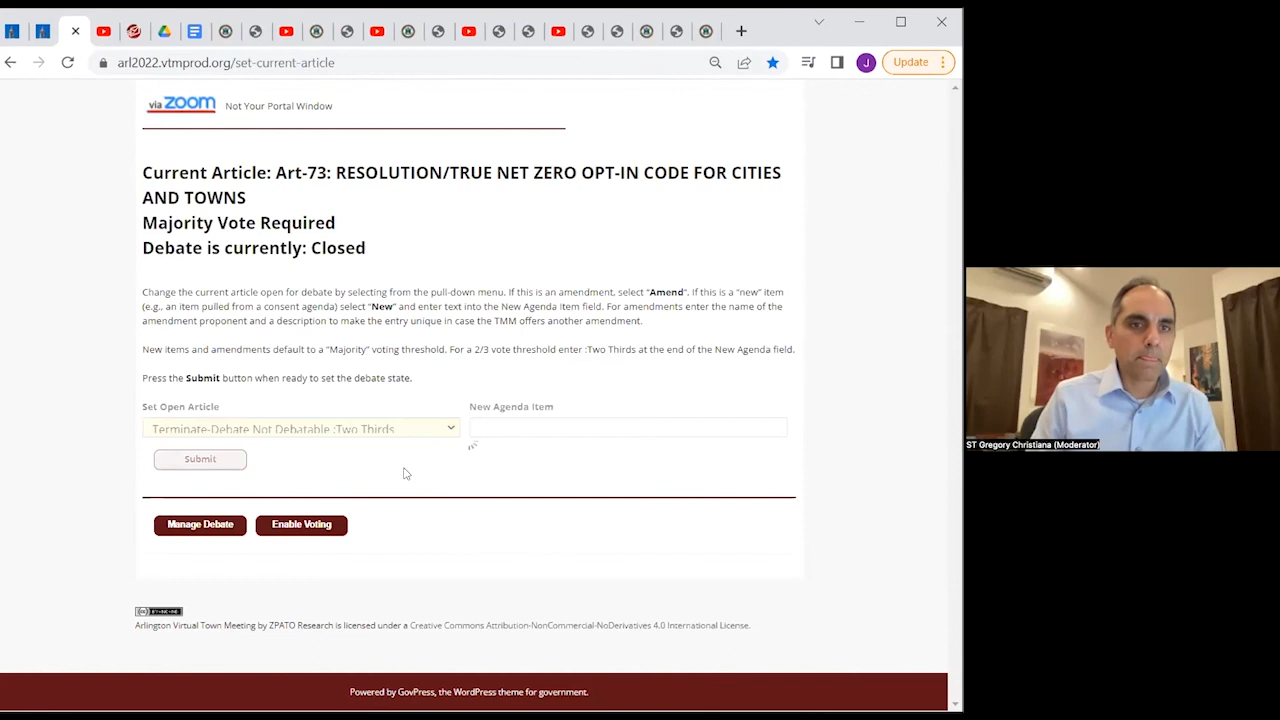 Update
arl2022.vtmprod.org/set-current-article
J
via zoom
Not Your Portal Window
Current Article: Art-73: RESOLUTION/TRUE NET ZERO OPT-IN CODE FOR CITIES
AND TOWNS
Majority Vote Required
Debate is currently: Closed
Change the current article open for debate by selecting from the pull-down menu. If this is an amendment, select "Amend". If this is a "new" item
(e.g., an item pulled from a consent agenda) select "New" and enter text into the New Agenda Item field. For amendments enter the name of the
amendment proponent and a description to make the entry unique in case the TMM offers another amendment.
New items and amendments default to a "Majority" voting threshold. For a 2/3 vote threshold enter :Two Thirds at the end of the New Agenda field.
Press the Submit button when ready to set the debate state.
Set Open Article
New Agenda Item
Terminate-Debate Not Debatable :Two Thirds
Submit
Manage Debate
Enable Voting
ST Gregory Christiana (Moderator)
Arlington Virtual Town Meeting by ZPATO Research is licensed under a Creative Commons Attribution-NonCommercial-NoDerivatives 4.0 International License.
Powered by GovPress, the WordPress theme for government.